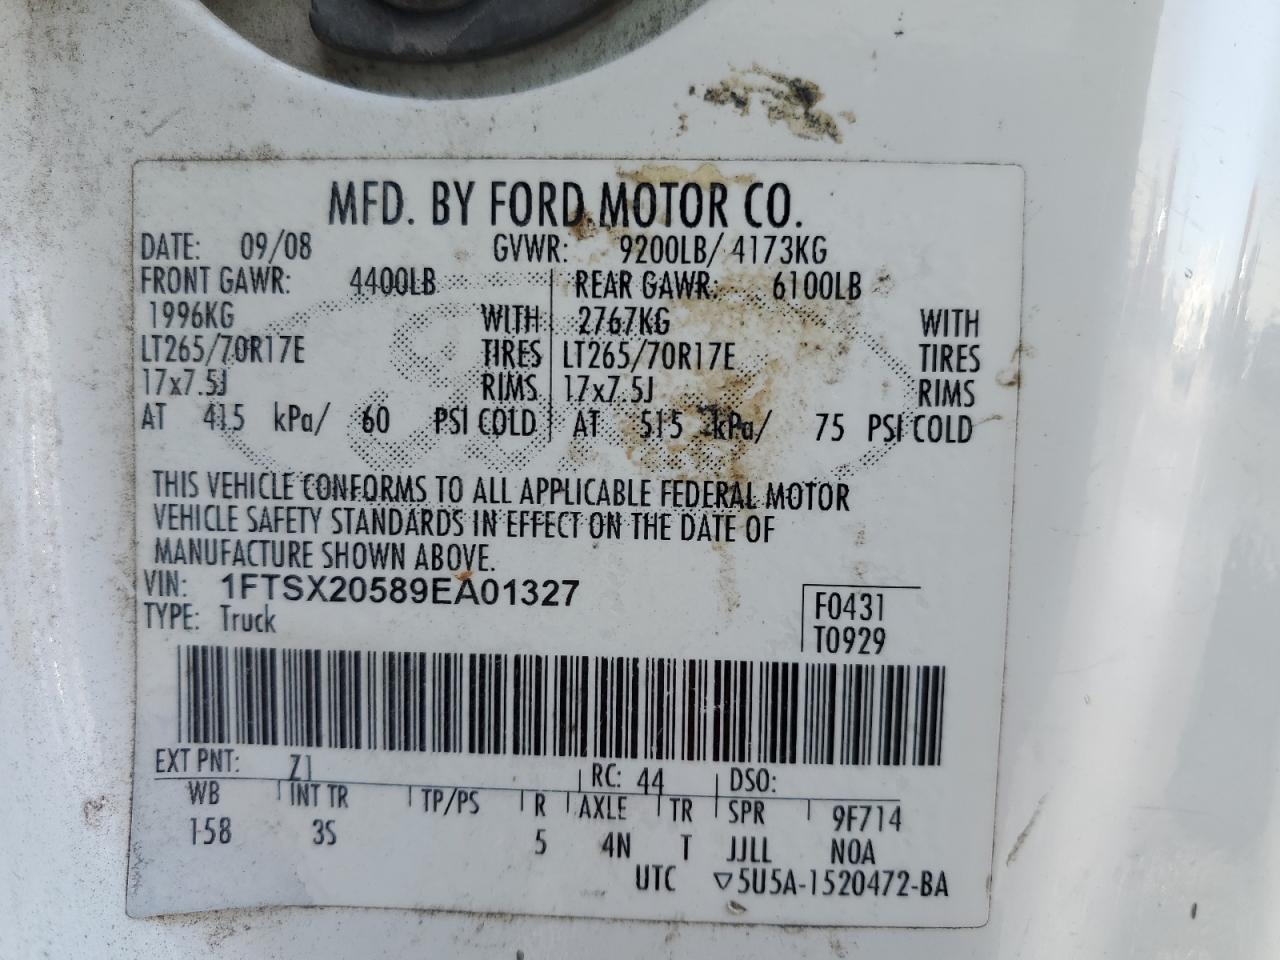 MFD. BY FORD MOTOR CO.
DATE: 09/08 GVWR: 9200LB/ 4173KG
FRONT GAWR: 4400LB REAR GAWR: 6100LB
1996KG WITH 2767KG WITH
LT265/70R17E TIRES LT265/70R17E TIRES
17x7.5J RIMS 17x7.5J RIMS
AT 415 kPa/ 60 PSI COLD AT 515 kPa/ 75 PSI COLD
THIS VEHICLE CONFORMS TO ALL APPLICABLE FEDERAL MOTOR
VEHICLE SAFETY STANDARDS IN EFFECT ON THE DATE OF
MANUFACTURE SHOWN ABOVE.
VIN: 1FTSX20589EA01327
TYPE: Truck
F0431
T0929
EXT PNT: Z1 RC: 44 DSO:
WB INT TR TP/PS R AXLE TR SPR 9F714
158 3S 5 4N T JJLL NOA
UTC ▽5U5A-1520472-BA